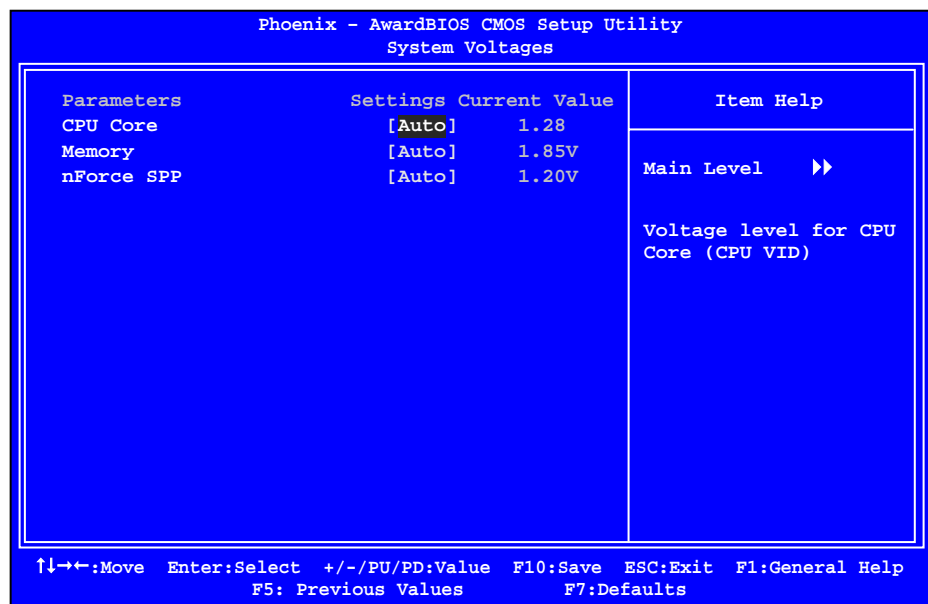 Phoenix – AwardBIOS CMOS Setup Utility
System Voltages
Parameters Settings Current Value
CPU Core [Auto] 1.28
Memory [Auto] 1.85V
nForce SPP [Auto] 1.20V
Item Help
Main Level
Voltage level for CPU
Core (CPU VID)
↑↓→←:Move Enter:Select +/-/PU/PD:Value F10:Save ESC:Exit F1:General Help
F5: Previous Values F7:Defaults